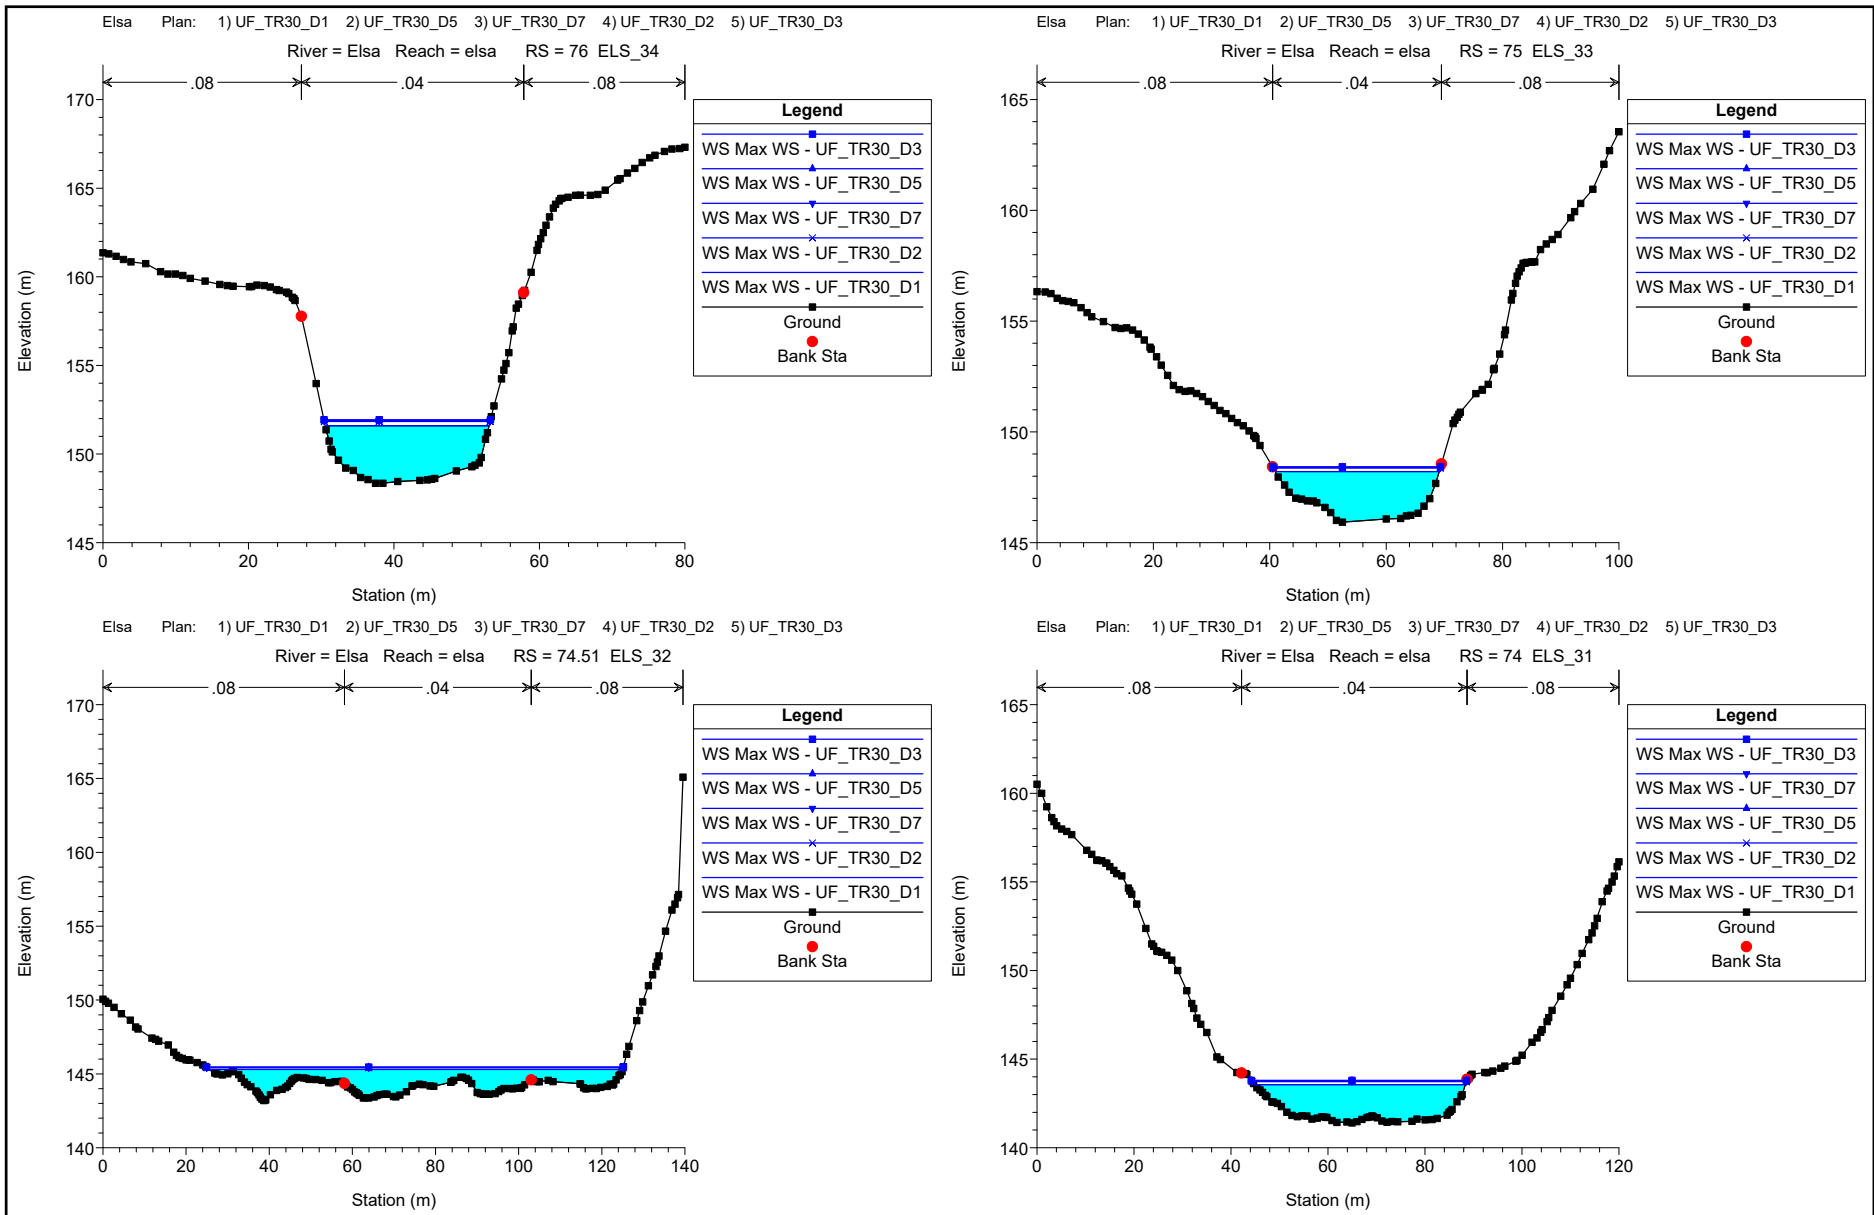 Elsa Plan: 1) UF_TR30_D1 2) UF_TR30_D5 3) UF_TR30_D7 4) UF_TR30_D2 5) UF_TR30_D3
River = Elsa Reach = elsa RS = 76 ELS_34
.08 .04 .08
170
165
160
155
150
145
Elevation (m)
0 20 40 60 80
Station (m)
Legend
WS Max WS - UF_TR30_D3
WS Max WS - UF_TR30_D5
WS Max WS - UF_TR30_D7
WS Max WS - UF_TR30_D2
WS Max WS - UF_TR30_D1
Ground
Bank Sta
Elsa Plan: 1) UF_TR30_D1 2) UF_TR30_D5 3) UF_TR30_D7 4) UF_TR30_D2 5) UF_TR30_D3
River = Elsa Reach = elsa RS = 75 ELS_33
.08 .04 .08
165
160
155
150
145
Elevation (m)
0 20 40 60 80 100
Station (m)
Legend
WS Max WS - UF_TR30_D3
WS Max WS - UF_TR30_D5
WS Max WS - UF_TR30_D7
WS Max WS - UF_TR30_D2
WS Max WS - UF_TR30_D1
Ground
Bank Sta
Elsa Plan: 1) UF_TR30_D1 2) UF_TR30_D5 3) UF_TR30_D7 4) UF_TR30_D2 5) UF_TR30_D3
River = Elsa Reach = elsa RS = 74.51 ELS_32
.08 .04 .08
170
165
160
155
150
145
140
Elevation (m)
0 20 40 60 80 100 120 140
Station (m)
Legend
WS Max WS - UF_TR30_D3
WS Max WS - UF_TR30_D5
WS Max WS - UF_TR30_D7
WS Max WS - UF_TR30_D2
WS Max WS - UF_TR30_D1
Ground
Bank Sta
Elsa Plan: 1) UF_TR30_D1 2) UF_TR30_D5 3) UF_TR30_D7 4) UF_TR30_D2 5) UF_TR30_D3
River = Elsa Reach = elsa RS = 74 ELS_31
.08 .04 .08
165
160
155
150
145
140
Elevation (m)
0 20 40 60 80 100 120
Station (m)
Legend
WS Max WS - UF_TR30_D3
WS Max WS - UF_TR30_D7
WS Max WS - UF_TR30_D5
WS Max WS - UF_TR30_D2
WS Max WS - UF_TR30_D1
Ground
Bank Sta